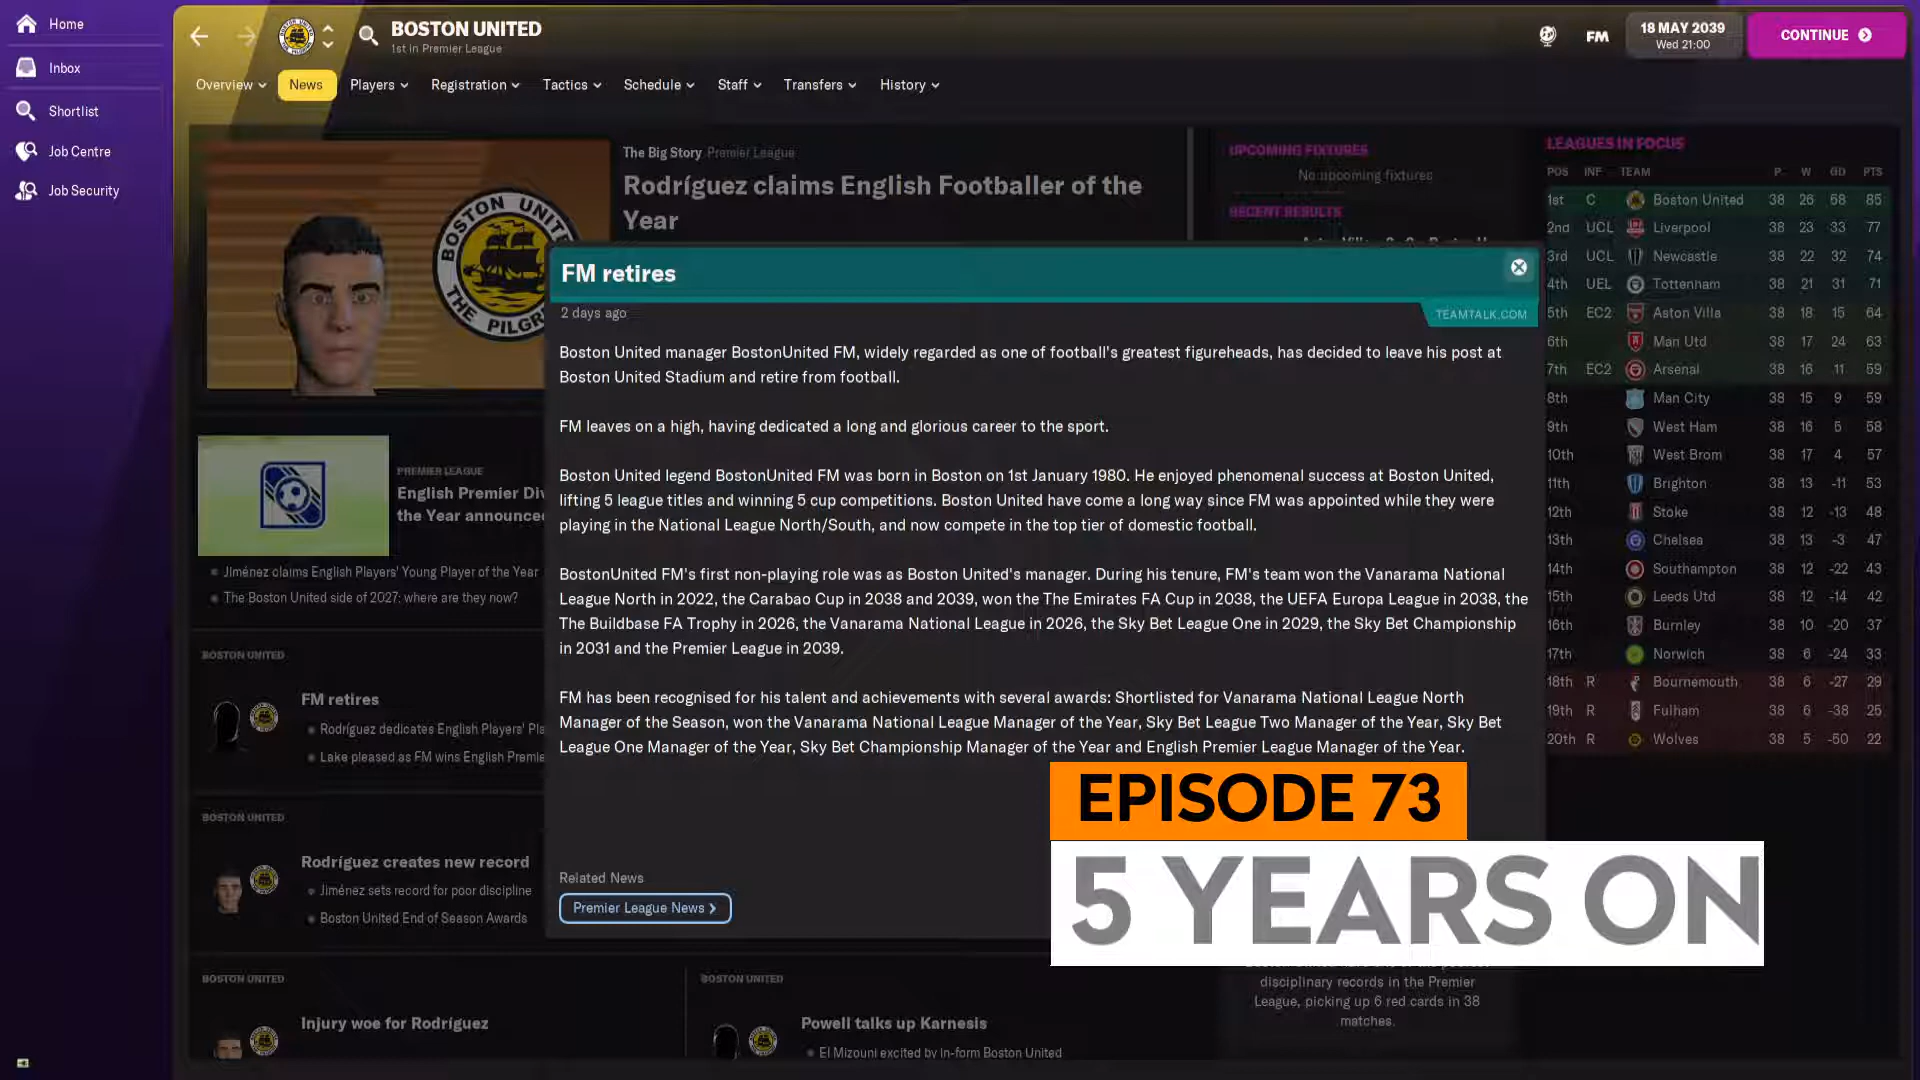 Home
Inbox
Shortlist
Job Centre
Job Security
BOSTON UNITED
1st in Premier League
FM
18 MAY 2039
Wed 21:00
CONTINUE
Overview
News
Players
Registration
Tactics
Schedule
Staff
Transfers
History
BOSTON UNITED
THE PILGRI
The Big Story Premier League
Rodríguez claims English Footballer of the
Year
PREMIER LEAGUE
English Premier Div
the Year announced
Jiménez claims English Players' Young Player of the Year
The Boston United side of 2027: where are they now?
BOSTON UNITED
FM retires
Rodríguez dedicates English Players' Pla
Lake pleased as FM wins English Premie
BOSTON UNITED
Rodríguez creates new record
Jiménez sets record for poor discipline
Boston United End of Season Awards
BOSTON UNITED
Injury woe for Rodríguez
BOSTON UNITED
Powell talks up Karnesis
El Mizouni excited by in-form Boston United
FM retires
2 days ago
TEAMTALK.COM
Boston United manager BostonUnited FM, widely regarded as one of football's greatest figureheads, has decided to leave his post at
Boston United Stadium and retire from football.
FM leaves on a high, having dedicated a long and glorious career to the sport.
Boston United legend BostonUnited FM was born in Boston on 1st January 1980. He enjoyed phenomenal success at Boston United,
lifting 5 league titles and winning 5 cup competitions. Boston United have come a long way since FM was appointed while they were
playing in the National League North/South, and now compete in the top tier of domestic football.
BostonUnited FM's first non-playing role was as Boston United's manager. During his tenure, FM's team won the Vanarama National
League North in 2022, the Carabao Cup in 2038 and 2039, won the The Emirates FA Cup in 2038, the UEFA Europa League in 2038, the
The Buildbase FA Trophy in 2026, the Vanarama National League in 2026, the Sky Bet League One in 2029, the Sky Bet Championship
in 2031 and the Premier League in 2039.
FM has been recognised for his talent and achievements with several awards: Shortlisted for Vanarama National League North
Manager of the Season, won the Vanarama National League Manager of the Year, Sky Bet League Two Manager of the Year, Sky Bet
League One Manager of the Year, Sky Bet Championship Manager of the Year and English Premier League Manager of the Year.
Related News
Premier League News
EPISODE 73
5 YEARS ON
UPCOMING FIXTURES
No upcoming fixtures
RECENT RESULTS
disciplinary records in the Premier
League, picking up 6 red cards in 38
matches.
LEAGUES IN FOCUS
POS INF TEAM P W GD PTS
1st C Boston United 38 26 58 85
2nd UCL Liverpool 38 23 33 77
3rd UCL Newcastle 38 22 32 74
4th UEL Tottenham 38 21 31 71
5th EC2 Aston Villa 38 18 15 64
6th Man Utd 38 17 24 63
7th EC2 Arsenal 38 16 11 59
8th Man City 38 15 9 59
9th West Ham 38 16 5 58
10th West Brom 38 17 4 57
11th Brighton 38 13 -11 53
12th Stoke 38 12 -13 48
13th Chelsea 38 13 -3 47
14th Southampton 38 12 -22 43
15th Leeds Utd 38 12 -14 42
16th Burnley 38 10 -20 37
17th Norwich 38 6 -24 33
18th R Bournemouth 38 6 -27 29
19th R Fulham 38 6 -38 25
20th R Wolves 38 5 -50 22